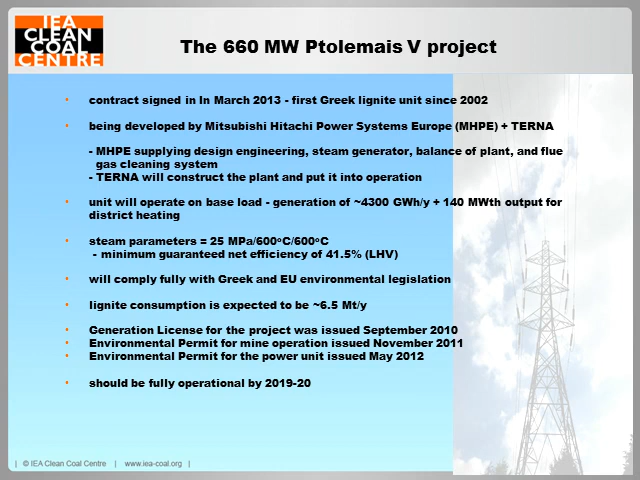 IEA
CLEAN
COAL
CENTRE
The 660 MW Ptolemais V project
• contract signed in In March 2013 - first Greek lignite unit since 2002
• being developed by Mitsubishi Hitachi Power Systems Europe (MHPE) + TERNA
- MHPE supplying design engineering, steam generator, balance of plant, and flue
gas cleaning system
- TERNA will construct the plant and put it into operation
• unit will operate on base load - generation of ~4300 GWh/y + 140 MWth output for
district heating
• steam parameters = 25 MPa/600ºC/600ºC
- minimum guaranteed net efficiency of 41.5% (LHV)
• will comply fully with Greek and EU environmental legislation
• lignite consumption is expected to be ~6.5 Mt/y
• Generation License for the project was issued September 2010
• Environmental Permit for mine operation issued November 2011
• Environmental Permit for the power unit issued May 2012
• should be fully operational by 2019-20
| © IEA Clean Coal Centre | www.iea-coal.org |